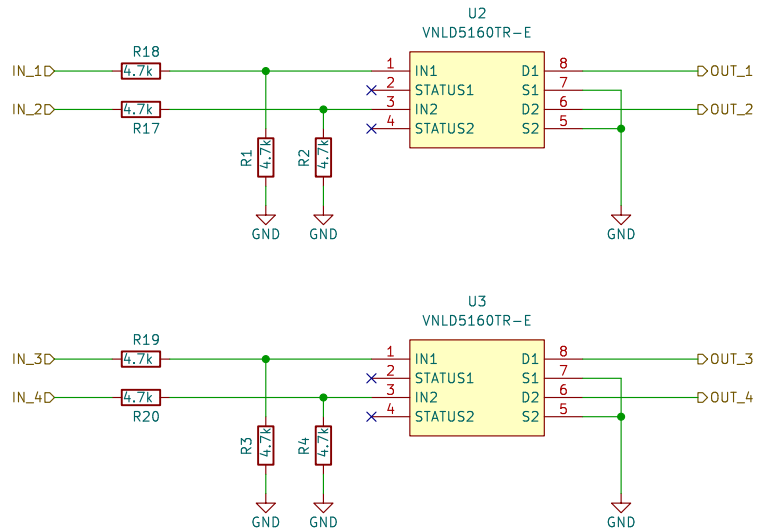 U2
VNLD5160TR-E
R18
IN_1
4.7k
1
IN1
D1
8
OUT_1
2
STATUS1
S1
7
IN_2
4.7k
3
IN2
D2
6
OUT_2
R17
4
STATUS2
S2
5
R1
4.7k
R2
4.7k
GND
GND
GND
U3
VNLD5160TR-E
R19
IN_3
4.7k
1
IN1
D1
8
OUT_3
2
STATUS1
S1
7
IN_4
4.7k
3
IN2
D2
6
OUT_4
R20
4
STATUS2
S2
5
R3
4.7k
R4
4.7k
GND
GND
GND